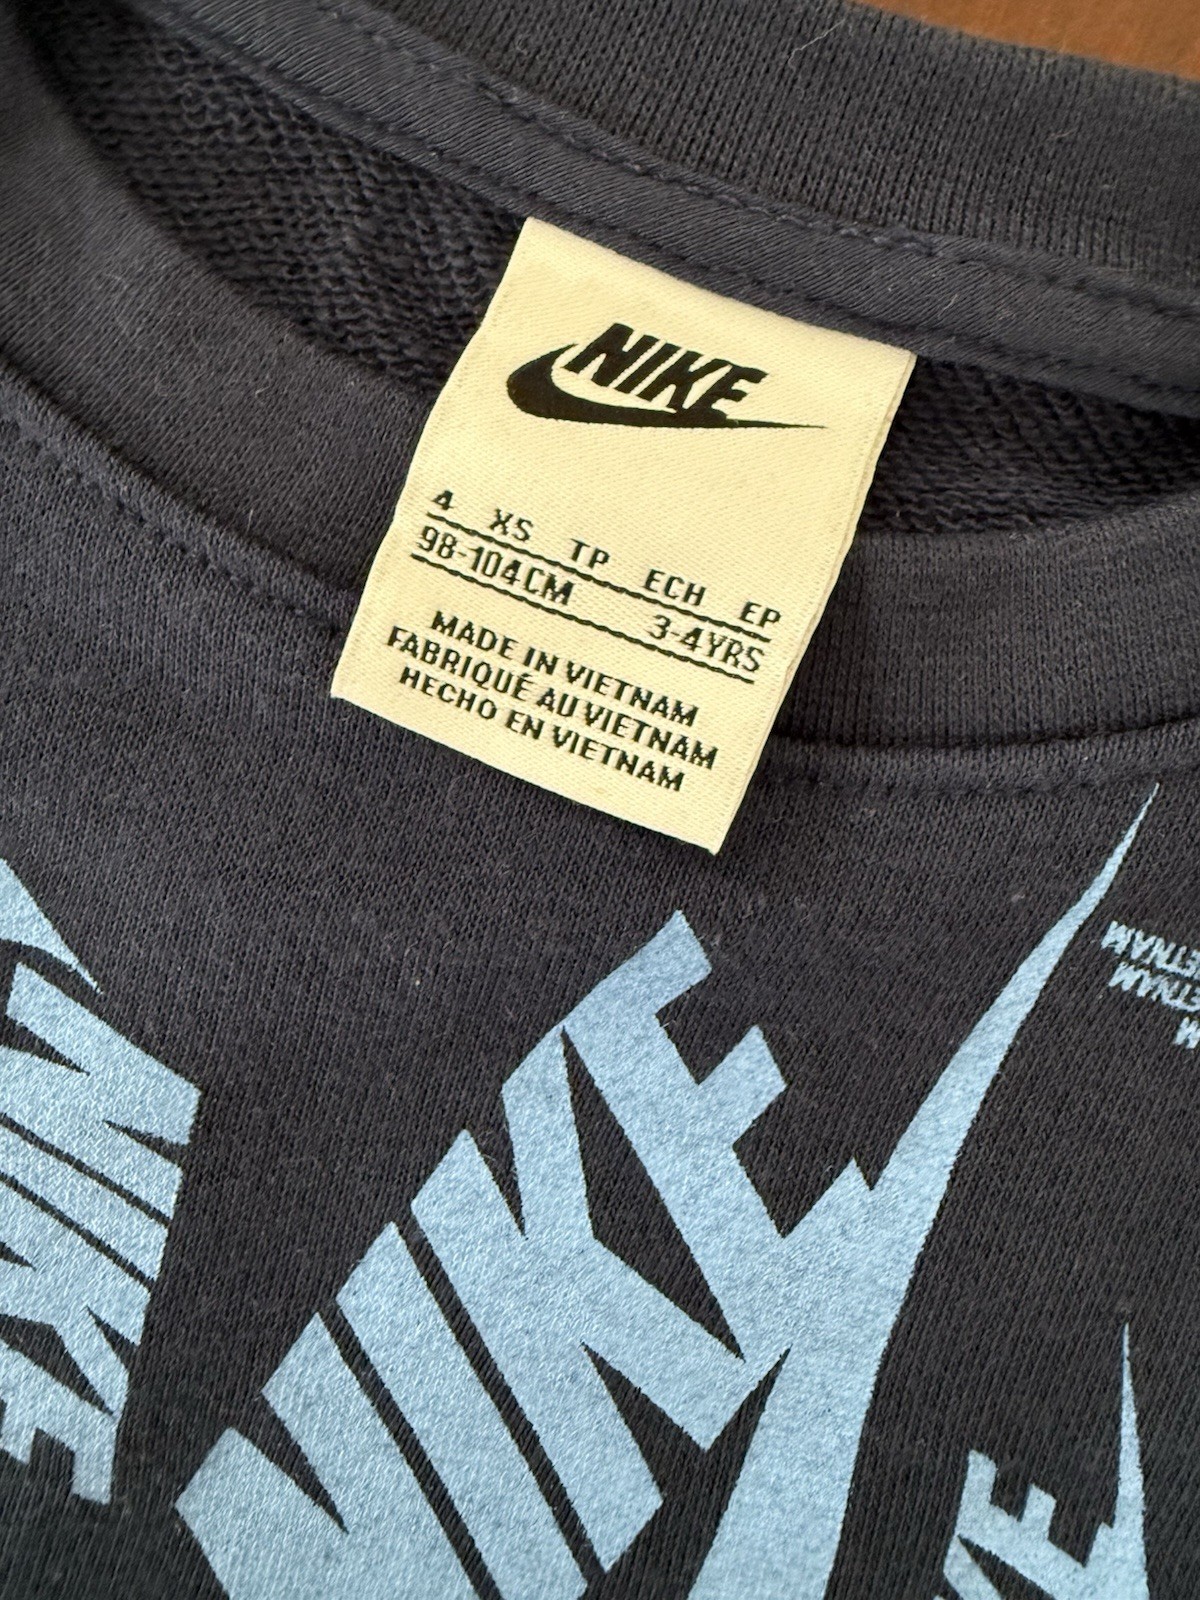 NIKE
4 XS TP ECH EP
98-104CM 3-4YRS
MADE IN VIETNAM
FABRIQUÉ AU VIETNAM
HECHO EN VIETNAM
NIKE
NIKE